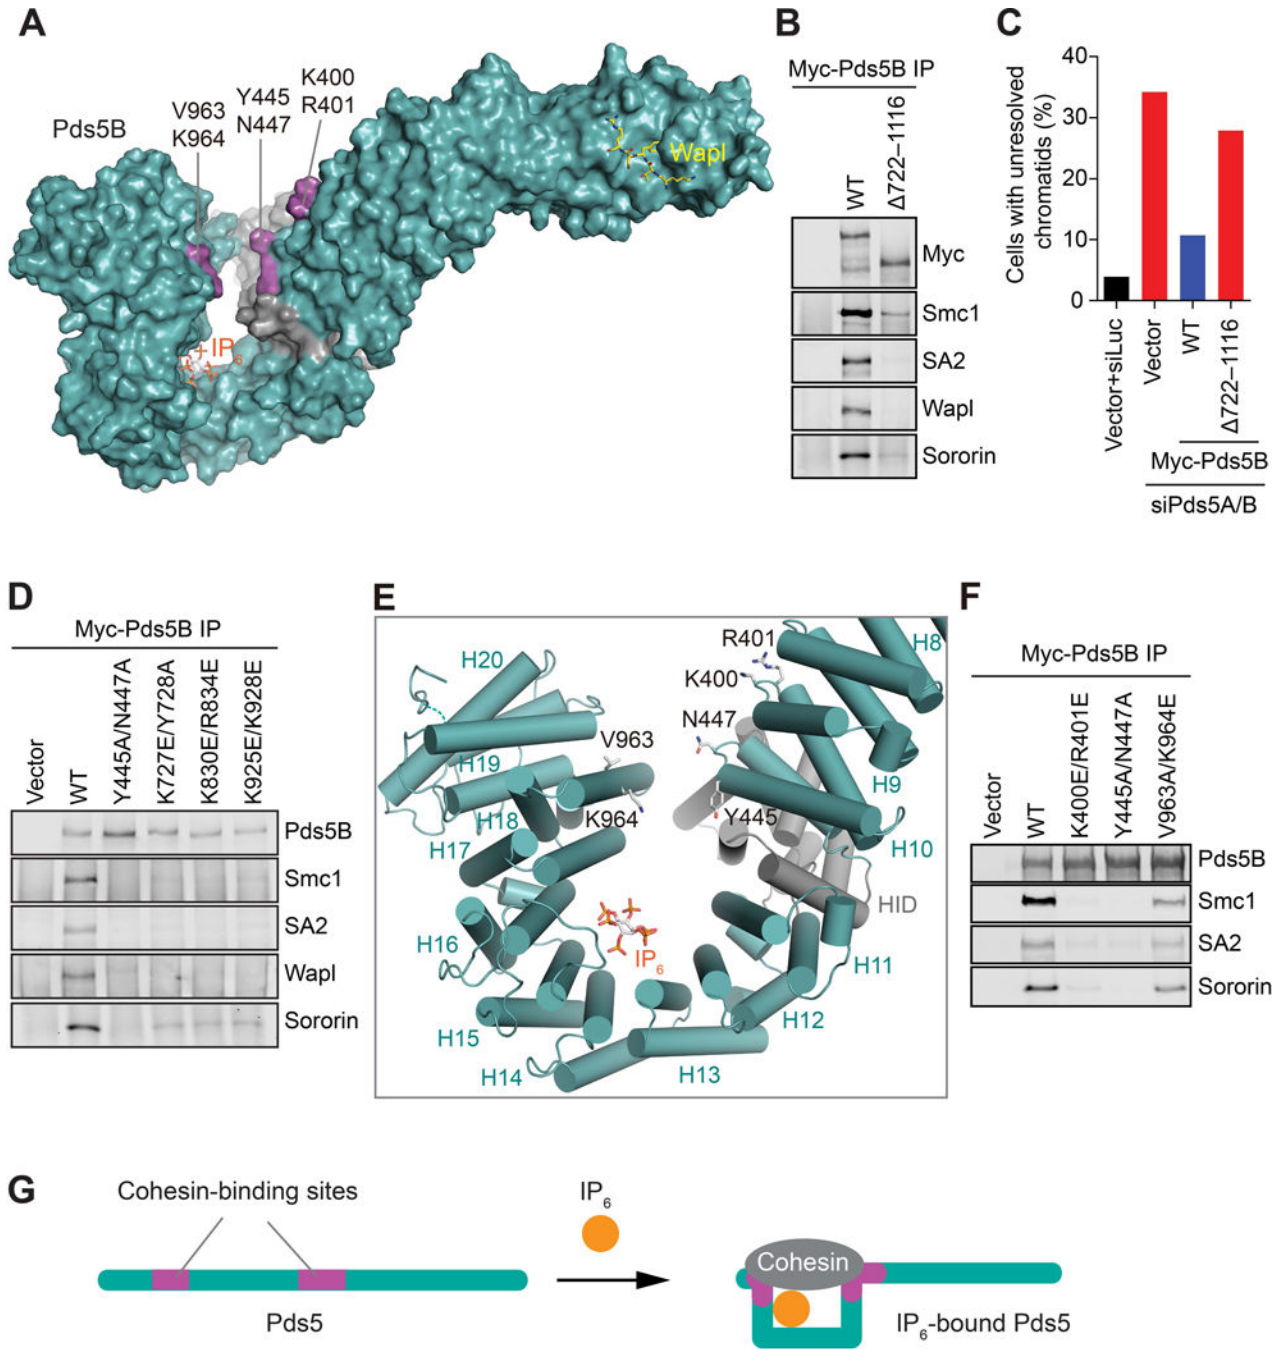 A
Pds5B
V963
K964
Y445
N447
K400
R401
Wapl
IP6
B
Myc-Pds5B IP
WT
Δ722–1116
Myc
Smc1
SA2
Wapl
Sororin
C
Cells with unresolved
chromatids (%)
40
30
20
10
0
Vector+siLuc
Vector
WT
Δ722–1116
Myc-Pds5B
siPds5A/B
D
Myc-Pds5B IP
Vector
WT
Y445A/N447A
K727E/Y728A
K830E/R834E
K925E/K928E
Pds5B
Smc1
SA2
Wapl
Sororin
E
R401
H8
H20
K400
N447
V963
H19
H9
K964
Y445
H18
H17
H10
HID
H16
IP6
H11
H15
H12
H14
H13
F
Myc-Pds5B IP
Vector
WT
K400E/R401E
Y445A/N447A
V963A/K964E
Pds5B
Smc1
SA2
Sororin
G
Cohesin-binding sites
Pds5
IP6
Cohesin
IP6-bound Pds5